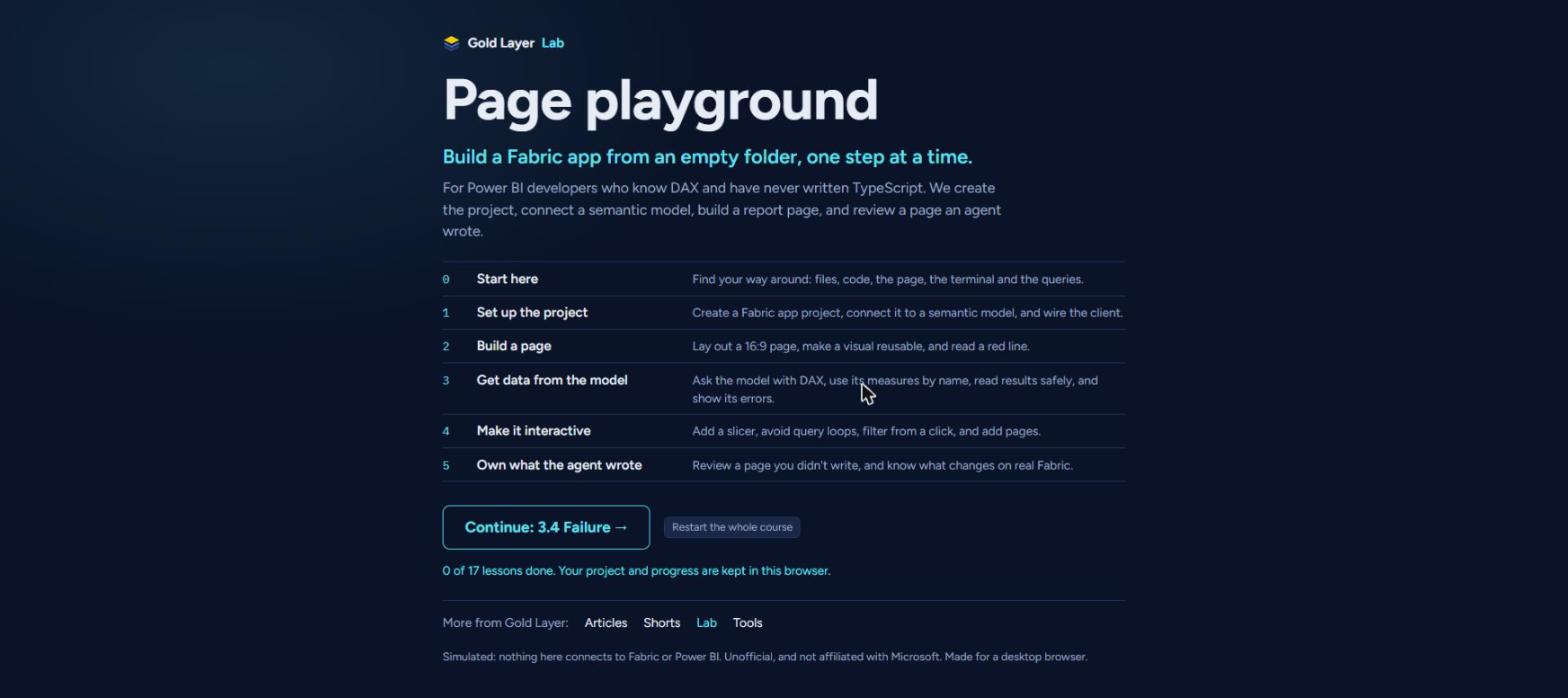 Gold Layer Lab
Page playground
Build a Fabric app from an empty folder, one step at a time.
For Power BI developers who know DAX and have never written TypeScript. We create
the project, connect a semantic model, build a report page, and review a page an agent
wrote.
0 Start here Find your way around: files, code, the page, the terminal and the queries.
1 Set up the project Create a Fabric app project, connect it to a semantic model, and wire the client.
2 Build a page Lay out a 16:9 page, make a visual reusable, and read a red line.
3 Get data from the model Ask the model with DAX, use its measures by name, read results safely, and
show its errors.
4 Make it interactive Add a slicer, avoid query loops, filter from a click, and add pages.
5 Own what the agent wrote Review a page you didn't write, and know what changes on real Fabric.
Continue: 3.4 Failure → Restart the whole course
0 of 17 lessons done. Your project and progress are kept in this browser.
More from Gold Layer: Articles Shorts Lab Tools
Simulated: nothing here connects to Fabric or Power BI. Unofficial, and not affiliated with Microsoft. Made for a desktop browser.